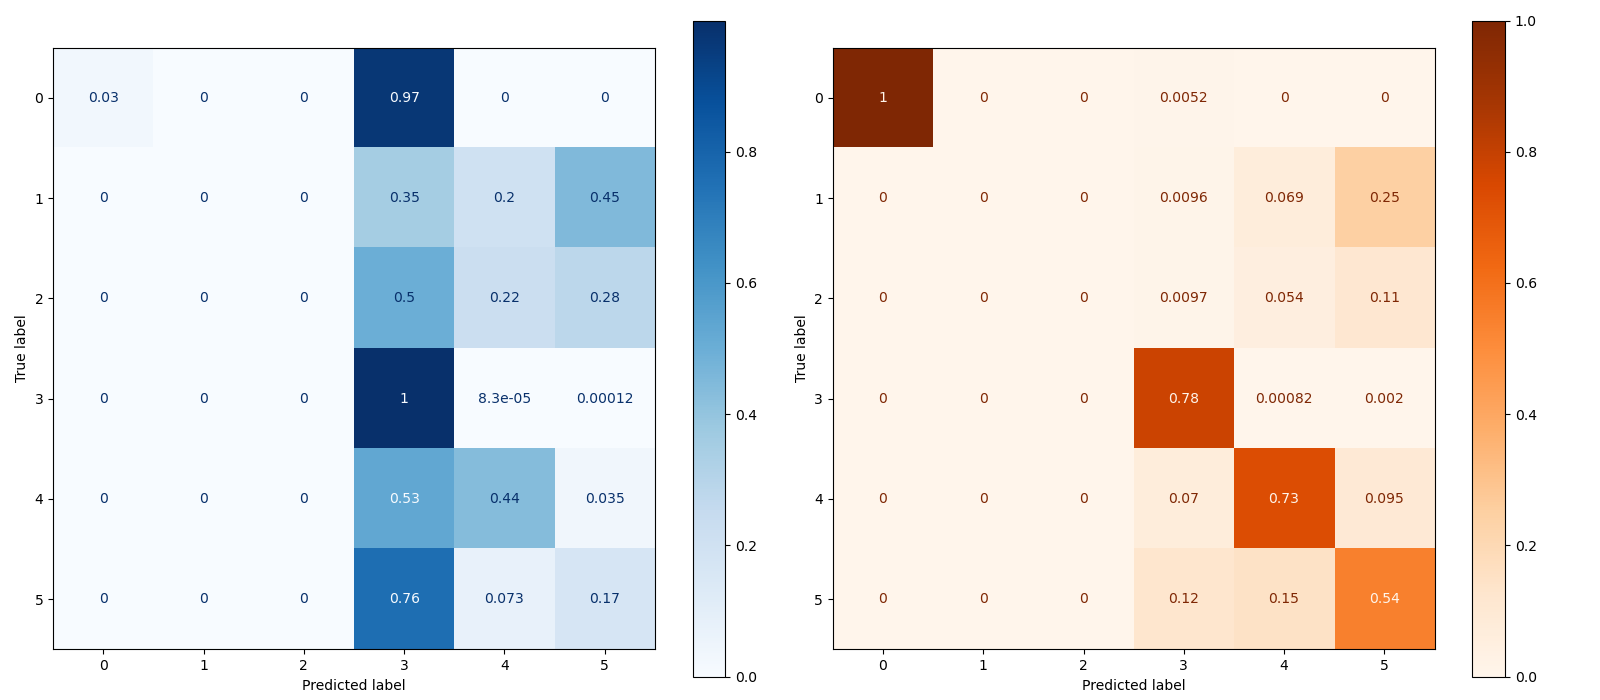 0 0.03 0 0 0.97 0 0
1 0 0 0 0.35 0.2 0.45
2 0 0 0 0.5 0.22 0.28
3 0 0 0 1 8.3e-05 0.00012
4 0 0 0 0.53 0.44 0.035
5 0 0 0 0.76 0.073 0.17
0 1 2 3 4 5
True label
Predicted label
0.8
0.6
0.4
0.2
0.0
0 1 0 0 0.0052 0 0
1 0 0 0 0.0096 0.069 0.25
2 0 0 0 0.0097 0.054 0.11
3 0 0 0 0.78 0.00082 0.002
4 0 0 0 0.07 0.73 0.095
5 0 0 0 0.12 0.15 0.54
0 1 2 3 4 5
True label
Predicted label
1.0
0.8
0.6
0.4
0.2
0.0